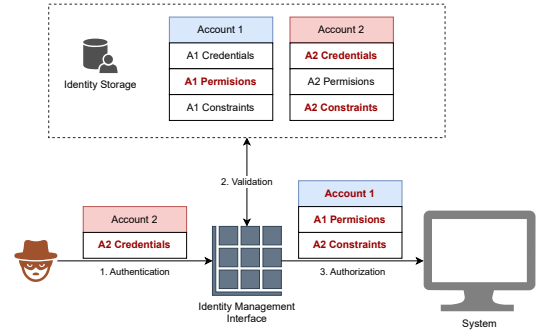 Account 1
Account 2
A1 Credentials
A2 Credentials
A1 Permisions
A2 Permisions
A1 Constraints
A2 Constraints
Identity Storage
2. Validation
Account 2
A2 Credentials
1. Authentication
Account 1
A1 Permisions
A2 Constraints
3. Authorization
Identity Management
Interface
System